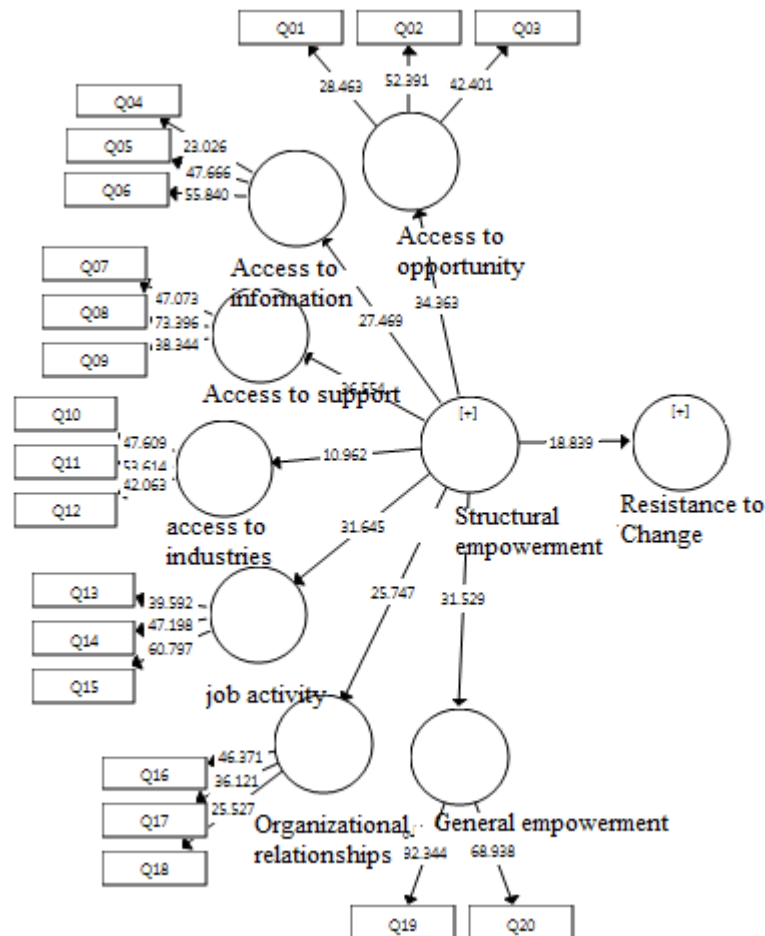 Q01
Q02
Q03
28.463
52.391
42.401
Q04
Q05
Q06
23.026
47.666
55.840
Access to
opportunity
Access to
information
34.363
27.469
Q07
Q08
Q09
47.073
73.396
38.344
Access to support
36.554
[+]
[+]
18.839
Structural
empowerment
Resistance to
Change
Q10
Q11
Q12
47.609
53.614
42.063
10.962
access to
industries
31.645
25.747
31.529
Q13
Q14
Q15
39.592
47.198
60.797
job activity
Q16
Q17
Q18
46.371
36.121
25.527
Organizational
relationships
General empowerment
68.938
Q19
Q20